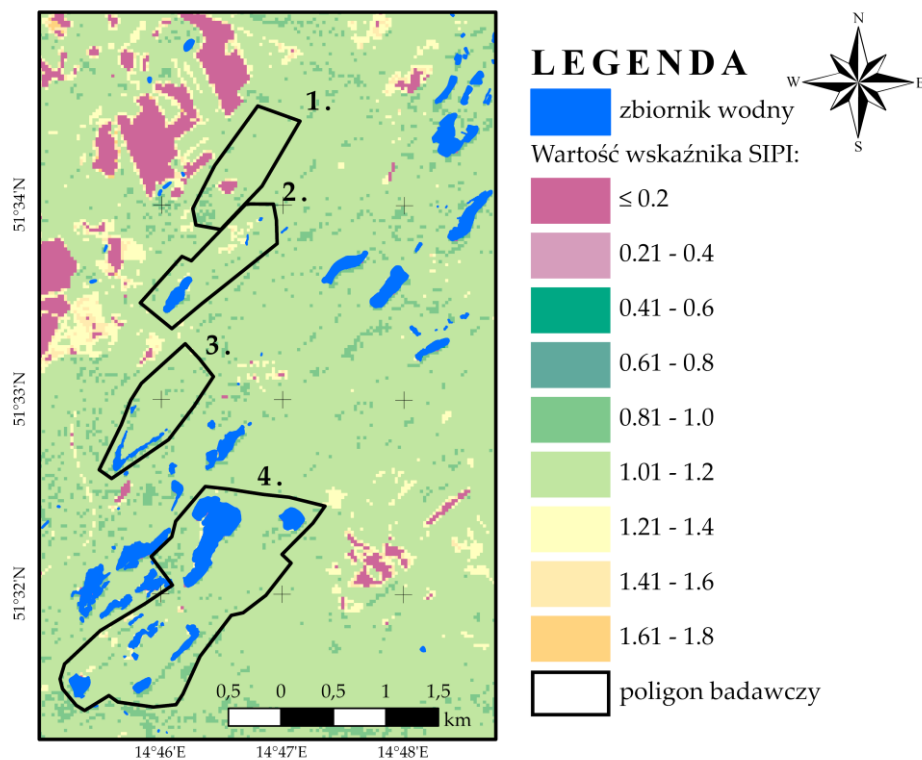 1.
2.
3.
4.
51°34'N
51°33'N
51°32'N
14°46'E
14°47'E
14°48'E
0,5 0 0,5 1 1,5
km
LEGENDA
N
W E
S
zbiornik wodny
Wartość wskaźnika SIPI:
≤ 0.2
0.21 - 0.4
0.41 - 0.6
0.61 - 0.8
0.81 - 1.0
1.01 - 1.2
1.21 - 1.4
1.41 - 1.6
1.61 - 1.8
poligon badawczy